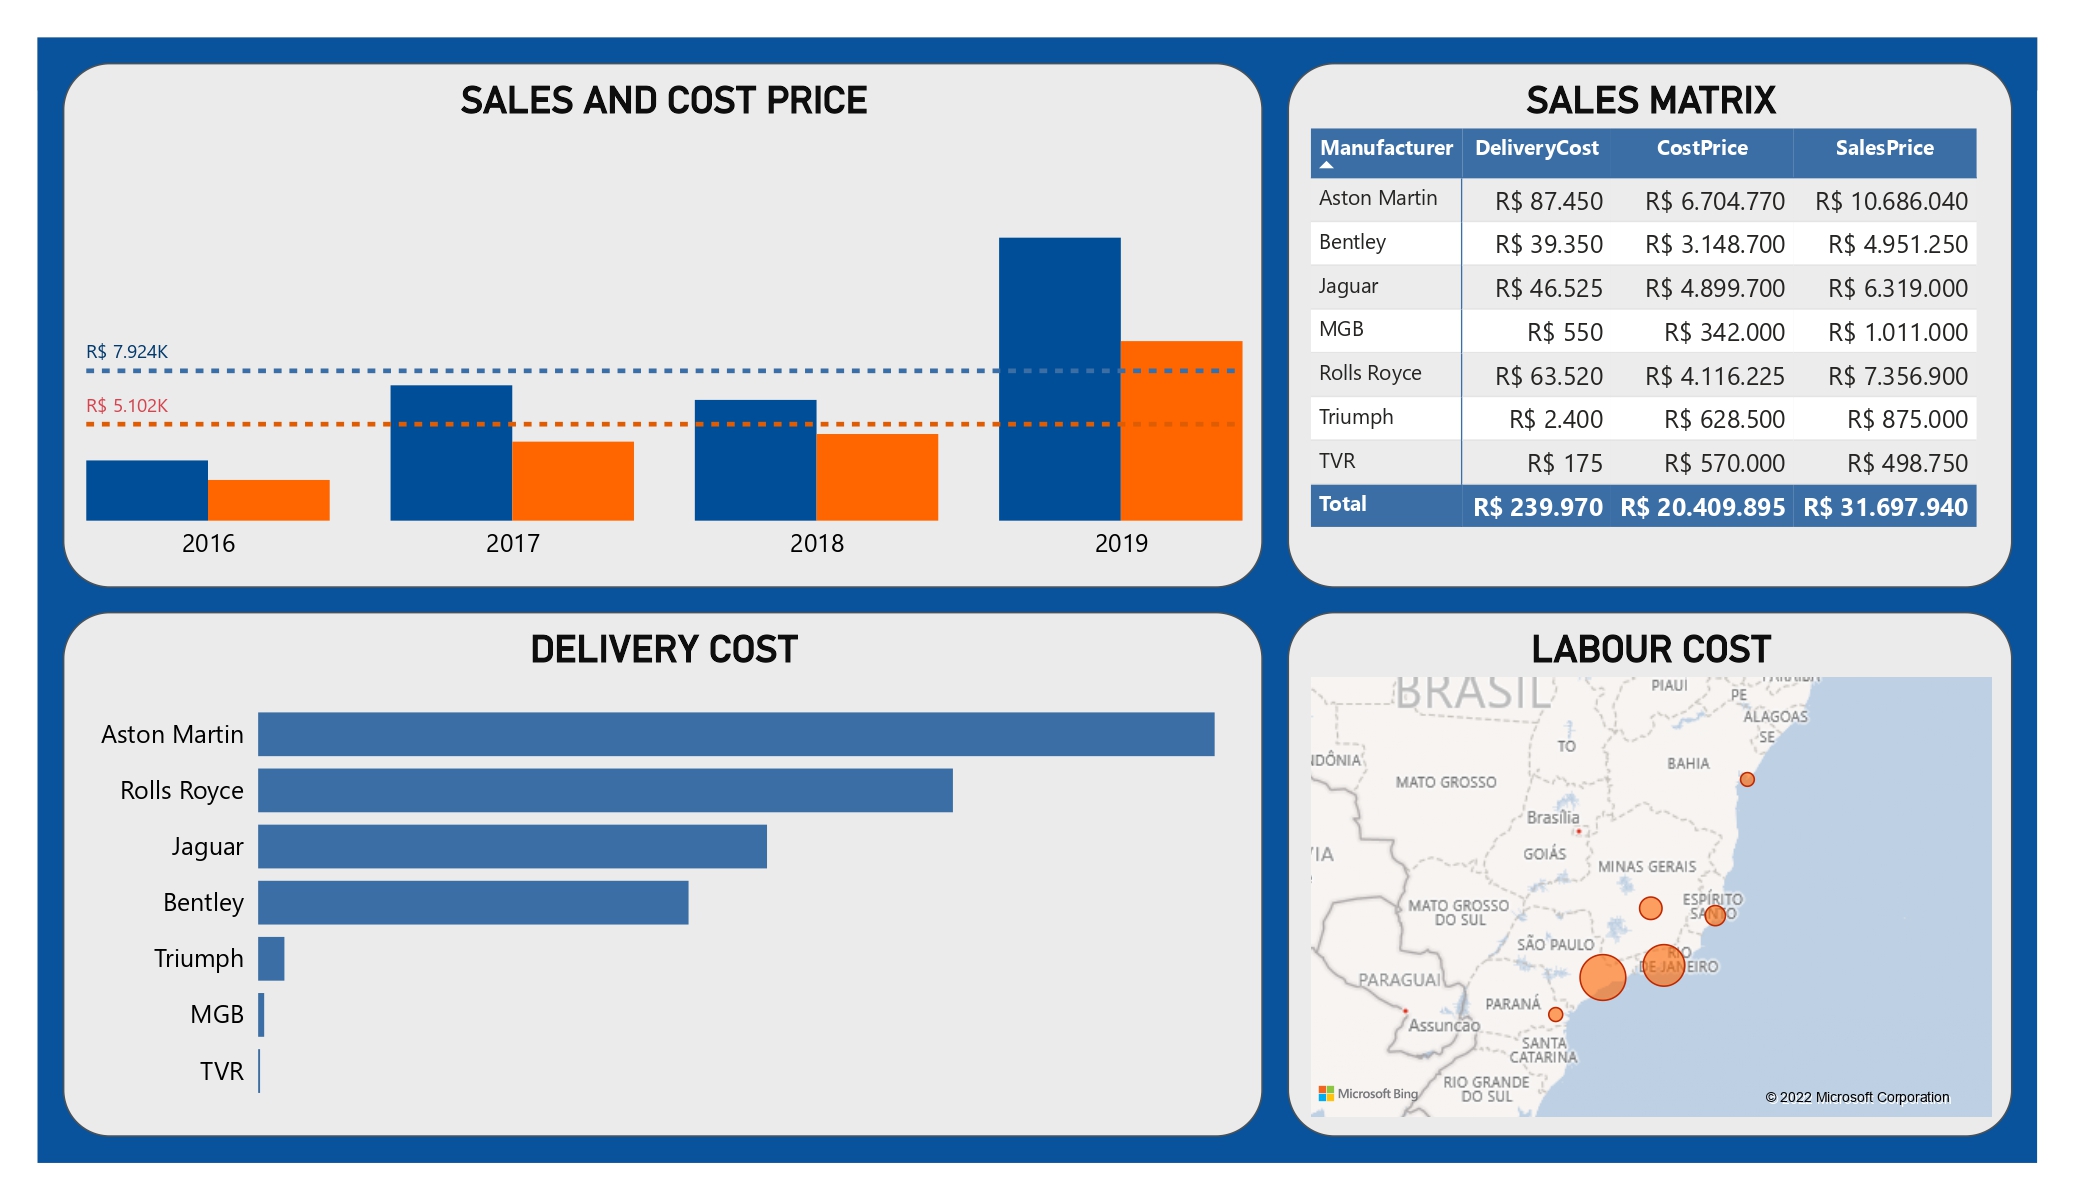 SALES AND COST PRICE
R$ 7.924K
R$ 5.102K
2016 2017 2018 2019
SALES MATRIX
Manufacturer DeliveryCost CostPrice SalesPrice
Aston Martin R$ 87.450 R$ 6.704.770 R$ 10.686.040
Bentley R$ 39.350 R$ 3.148.700 R$ 4.951.250
Jaguar R$ 46.525 R$ 4.899.700 R$ 6.319.000
MGB R$ 550 R$ 342.000 R$ 1.011.000
Rolls Royce R$ 63.520 R$ 4.116.225 R$ 7.356.900
Triumph R$ 2.400 R$ 628.500 R$ 875.000
TVR R$ 175 R$ 570.000 R$ 498.750
Total R$ 239.970 R$ 20.409.895 R$ 31.697.940
DELIVERY COST
Aston Martin
Rolls Royce
Jaguar
Bentley
Triumph
MGB
TVR
LABOUR COST
BRASIL
PIAUÍ
PE
ALAGOAS
SE
TO
NDÔNIA
BAHIA
MATO GROSSO
Brasília
GOIÁS
MINAS GERAIS
MATO GROSSO
DO SUL
ESPÍRITO
SANTO
SÃO PAULO
RIO
DE JANEIRO
PARAGUAI
PARANÁ
Assunção
SANTA
CATARINA
RIO GRANDE
DO SUL
Microsoft Bing
© 2022 Microsoft Corporation